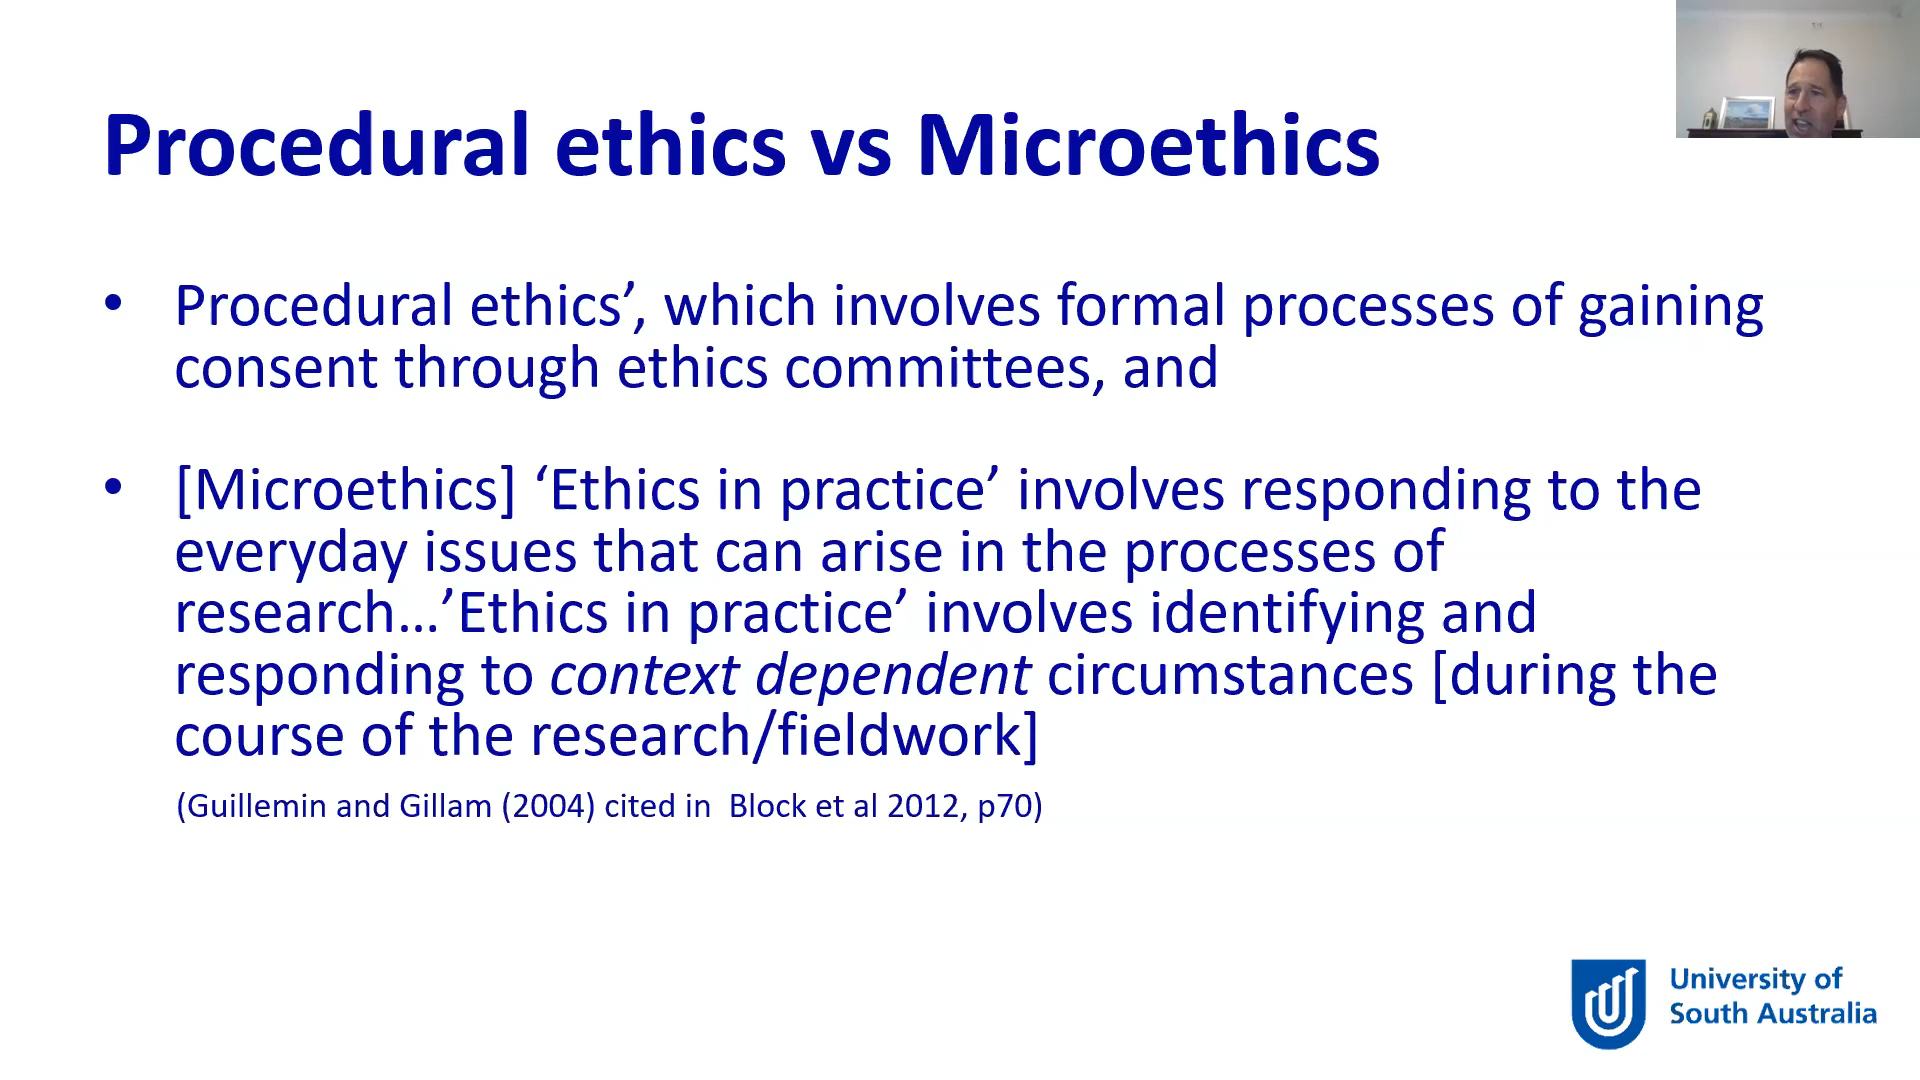 Procedural ethics vs Microethics
• Procedural ethics’, which involves formal processes of gaining
consent through ethics committees, and
• [Microethics] ‘Ethics in practice’ involves responding to the
everyday issues that can arise in the processes of
research…’Ethics in practice’ involves identifying and
responding to context dependent circumstances [during the
course of the research/fieldwork]
(Guillemin and Gillam (2004) cited in  Block et al 2012, p70)
University of
South Australia